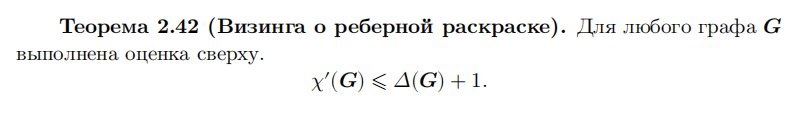 Теорема 2.42 (Визинга о реберной раскраске). Для любого графа G
выполнена оценка сверху.
χ′(G) ⩽ Δ(G) + 1.